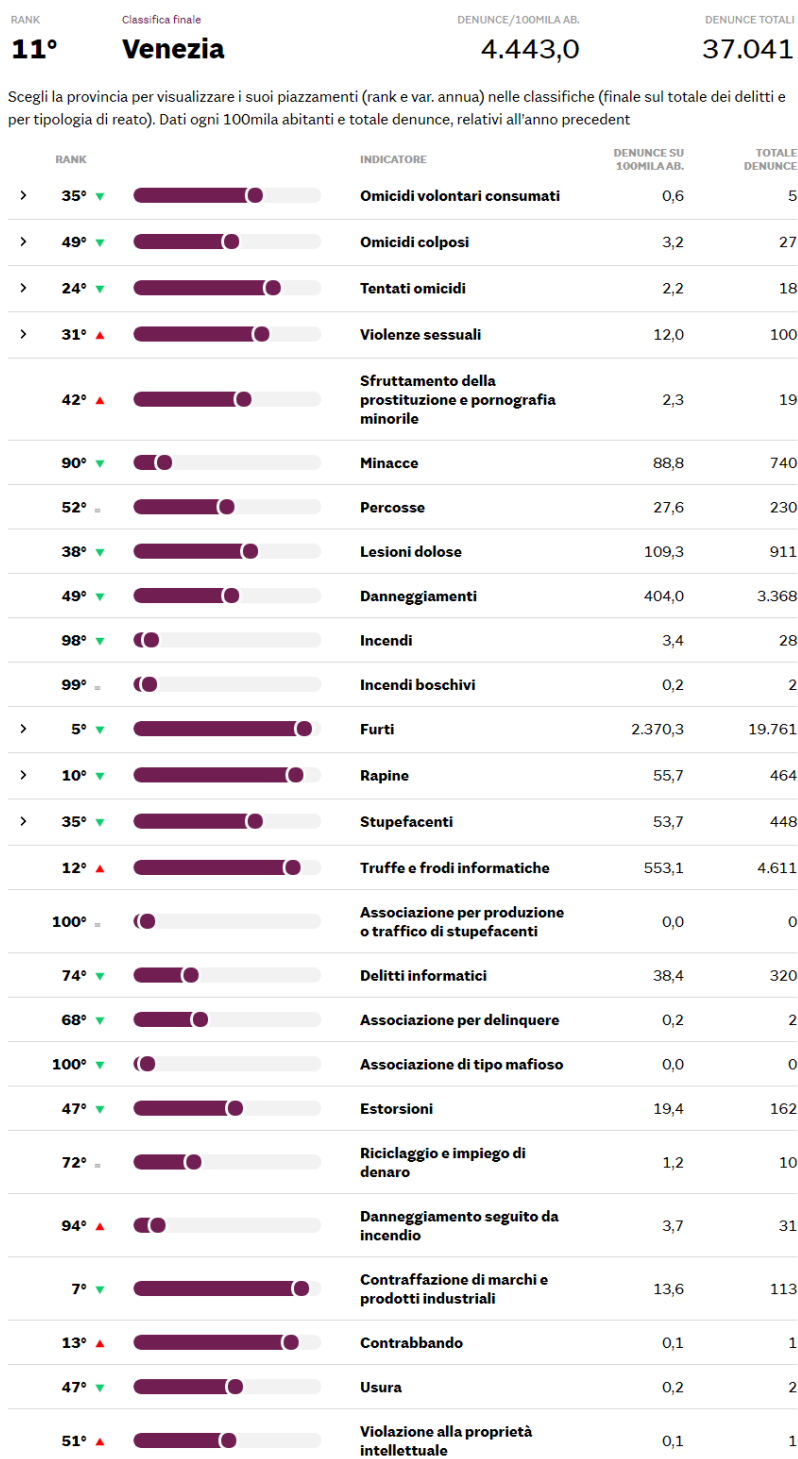 RANK Classifica finale DENUNCE/100MILA AB. DENUNCE TOTALI
11° Venezia 4.443,0 37.041
Scegli la provincia per visualizzare i suoi piazzamenti (rank e var. annua) nelle classifiche (finale sul totale dei delitti e
per tipologia di reato). Dati ogni 100mila abitanti e totale denunce, relativi all'anno precedent
RANK INDICATORE DENUNCE SU TOTALE
100MILA AB. DENUNCE
> 35° ▼ Omicidi volontari consumati 0,6 5
> 49° ▼ Omicidi colposi 3,2 27
> 24° ▼ Tentati omicidi 2,2 18
> 31° ▲ Violenze sessuali 12,0 100
Sfruttamento della
42° ▲ prostituzione e pornografia 2,3 19
minorile
90° ▼ Minacce 88,8 740
52° = Percosse 27,6 230
38° ▼ Lesioni dolose 109,3 911
49° ▼ Danneggiamenti 404,0 3.368
98° ▼ Incendi 3,4 28
99° = Incendi boschivi 0,2 2
> 5° ▼ Furti 2.370,3 19.761
> 10° ▼ Rapine 55,7 464
> 35° ▼ Stupefacenti 53,7 448
12° ▲ Truffe e frodi informatiche 553,1 4.611
100° = Associazione per produzione
o traffico di stupefacenti 0,0 0
74° ▼ Delitti informatici 38,4 320
68° ▼ Associazione per delinquere 0,2 2
100° ▼ Associazione di tipo mafioso 0,0 0
47° ▼ Estorsioni 19,4 162
72° = Riciclaggio e impiego di
denaro 1,2 10
94° ▲ Danneggiamento seguito da
incendio 3,7 31
7° ▼ Contraffazione di marchi e
prodotti industriali 13,6 113
13° ▲ Contrabbando 0,1 1
47° ▼ Usura 0,2 2
51° ▲ Violazione alla proprietà
intellettuale 0,1 1